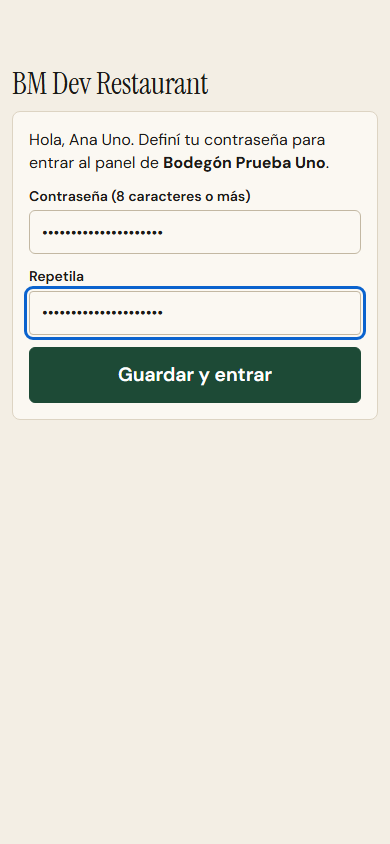 BM Dev Restaurant
Hola, Ana Uno. Definí tu contraseña para
entrar al panel de Bodegón Prueba Uno.
Contraseña (8 caracteres o más)
•••••••••••••••••••••
Repetila
•••••••••••••••••••••
Guardar y entrar